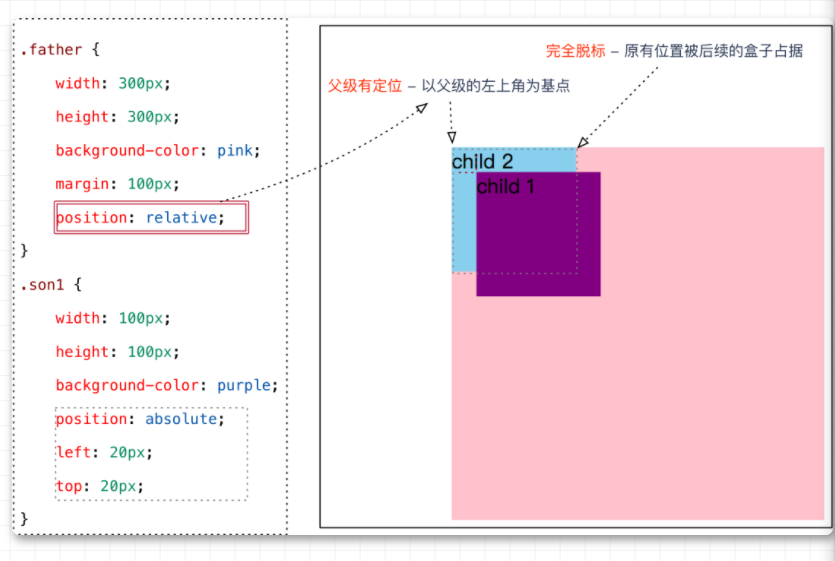 .father {
width: 300px;
height: 300px;
background-color: pink;
margin: 100px;
position: relative;
}
.son1 {
width: 100px;
height: 100px;
background-color: purple;
position: absolute;
left: 20px;
top: 20px;
}
完全脱标 – 原有位置被后续的盒子占据
父级有定位 – 以父级的左上角为基点
child 2
child 1